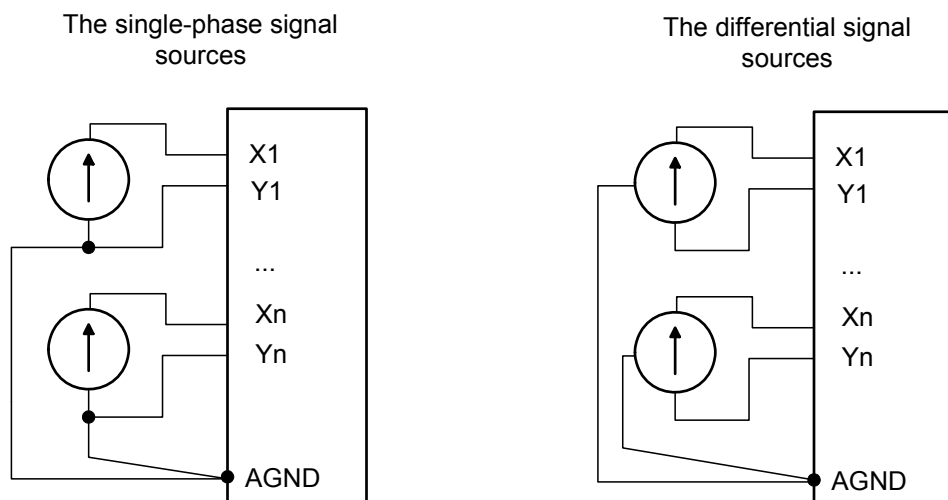 The single-phase signal
sources
X1
Y1
...
Xn
Yn
AGND
The differential signal
sources
X1
Y1
...
Xn
Yn
AGND